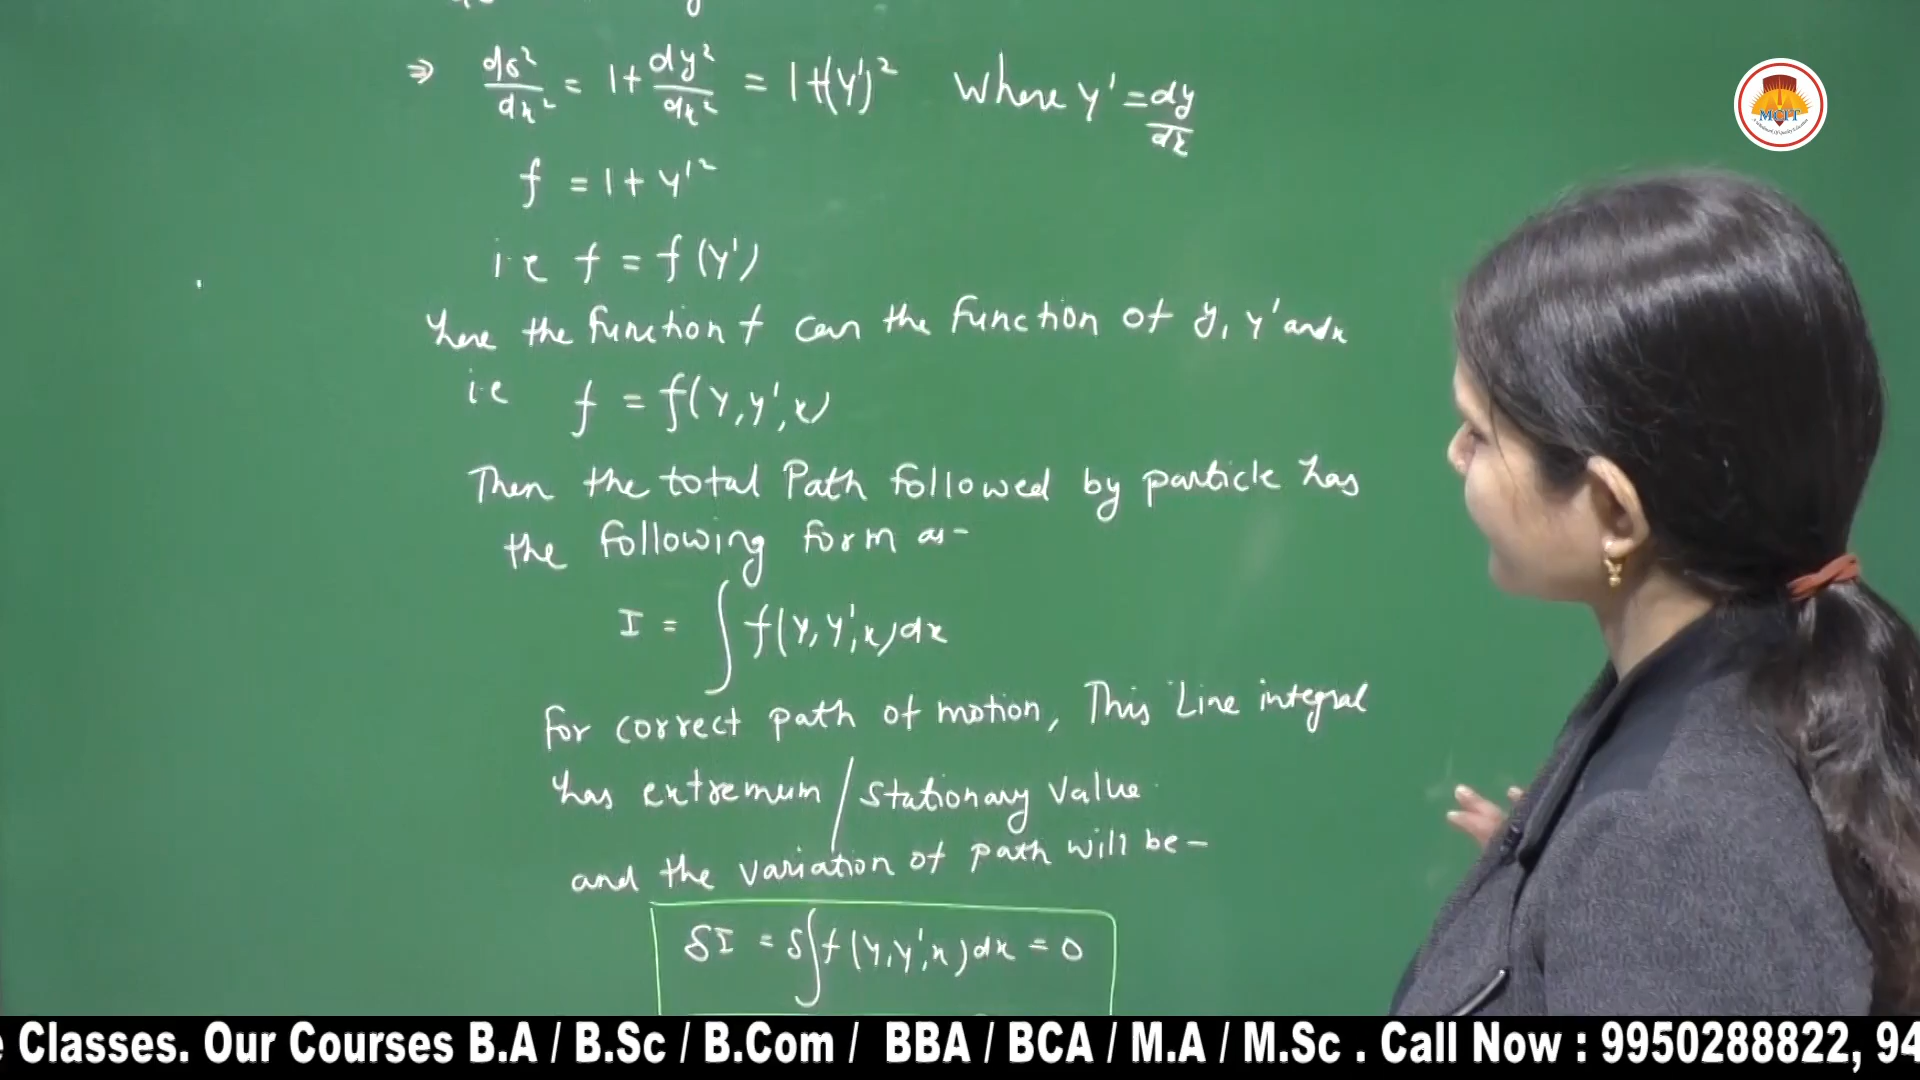 ⇒ ds²/dx² = 1 + dy²/dx² = 1+(y')² where y' = dy/dx
f = 1 + y'²
i.e f = f(y')
here the function f can the function of y, y' and x
i.e f = f(y, y', x)
Then the total Path followed by particle has
the following form as-
I = ∫ f(y, y', x) dx
for correct path of motion, This Line integral
has extremum / stationary value
and the variation of path will be-
δI = δ∫ f(y, y', x) dx = 0
MCIT
Classes. Our Courses B.A / B.Sc / B.Com / BBA / BCA / M.A / M.Sc . Call Now : 9950288822, 94